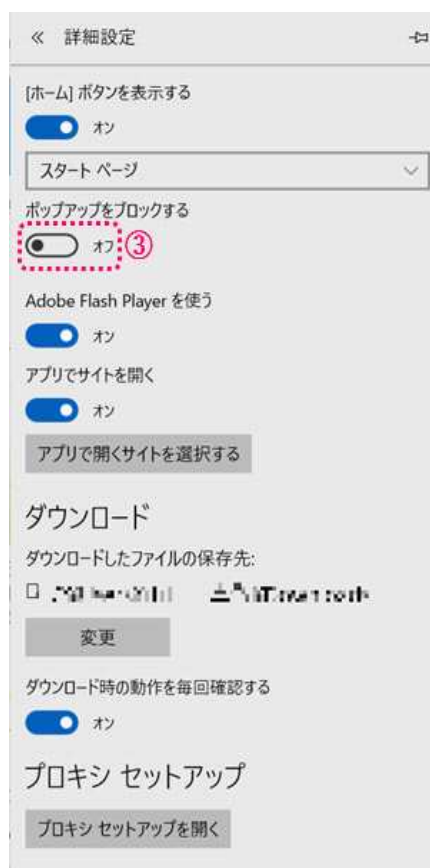 « 詳細設定
[ホーム] ボタンを表示する
オン
スタート ページ
ポップアップをブロックする
オフ ③
Adobe Flash Player を使う
オン
アプリでサイトを開く
オン
アプリで開くサイトを選択する
ダウンロード
ダウンロードしたファイルの保存先:
変更
ダウンロード時の動作を毎回確認する
オン
プロキシ セットアップ
プロキシ セットアップを開く